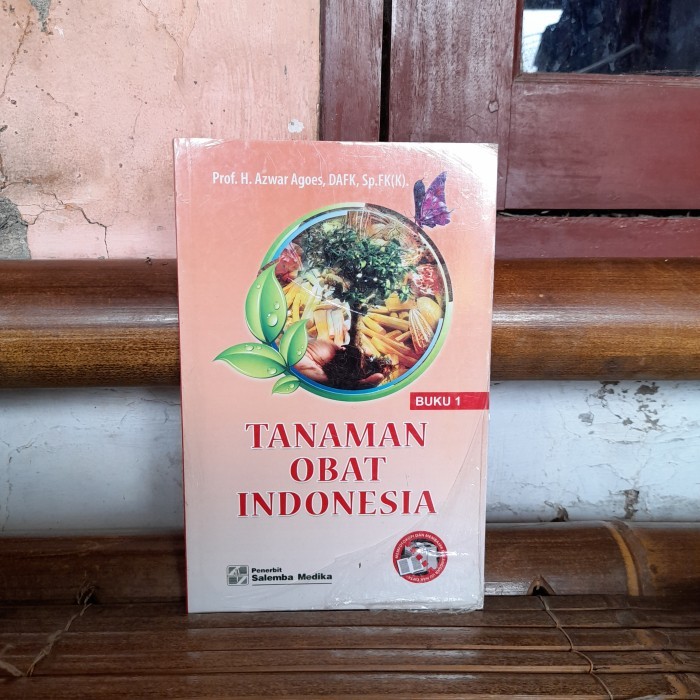 Prof. H. Azwar Agoes, DAFK, Sp.FK(K).
BUKU 1
TANAMAN
OBAT
INDONESIA
Penerbit
Salemba Medika